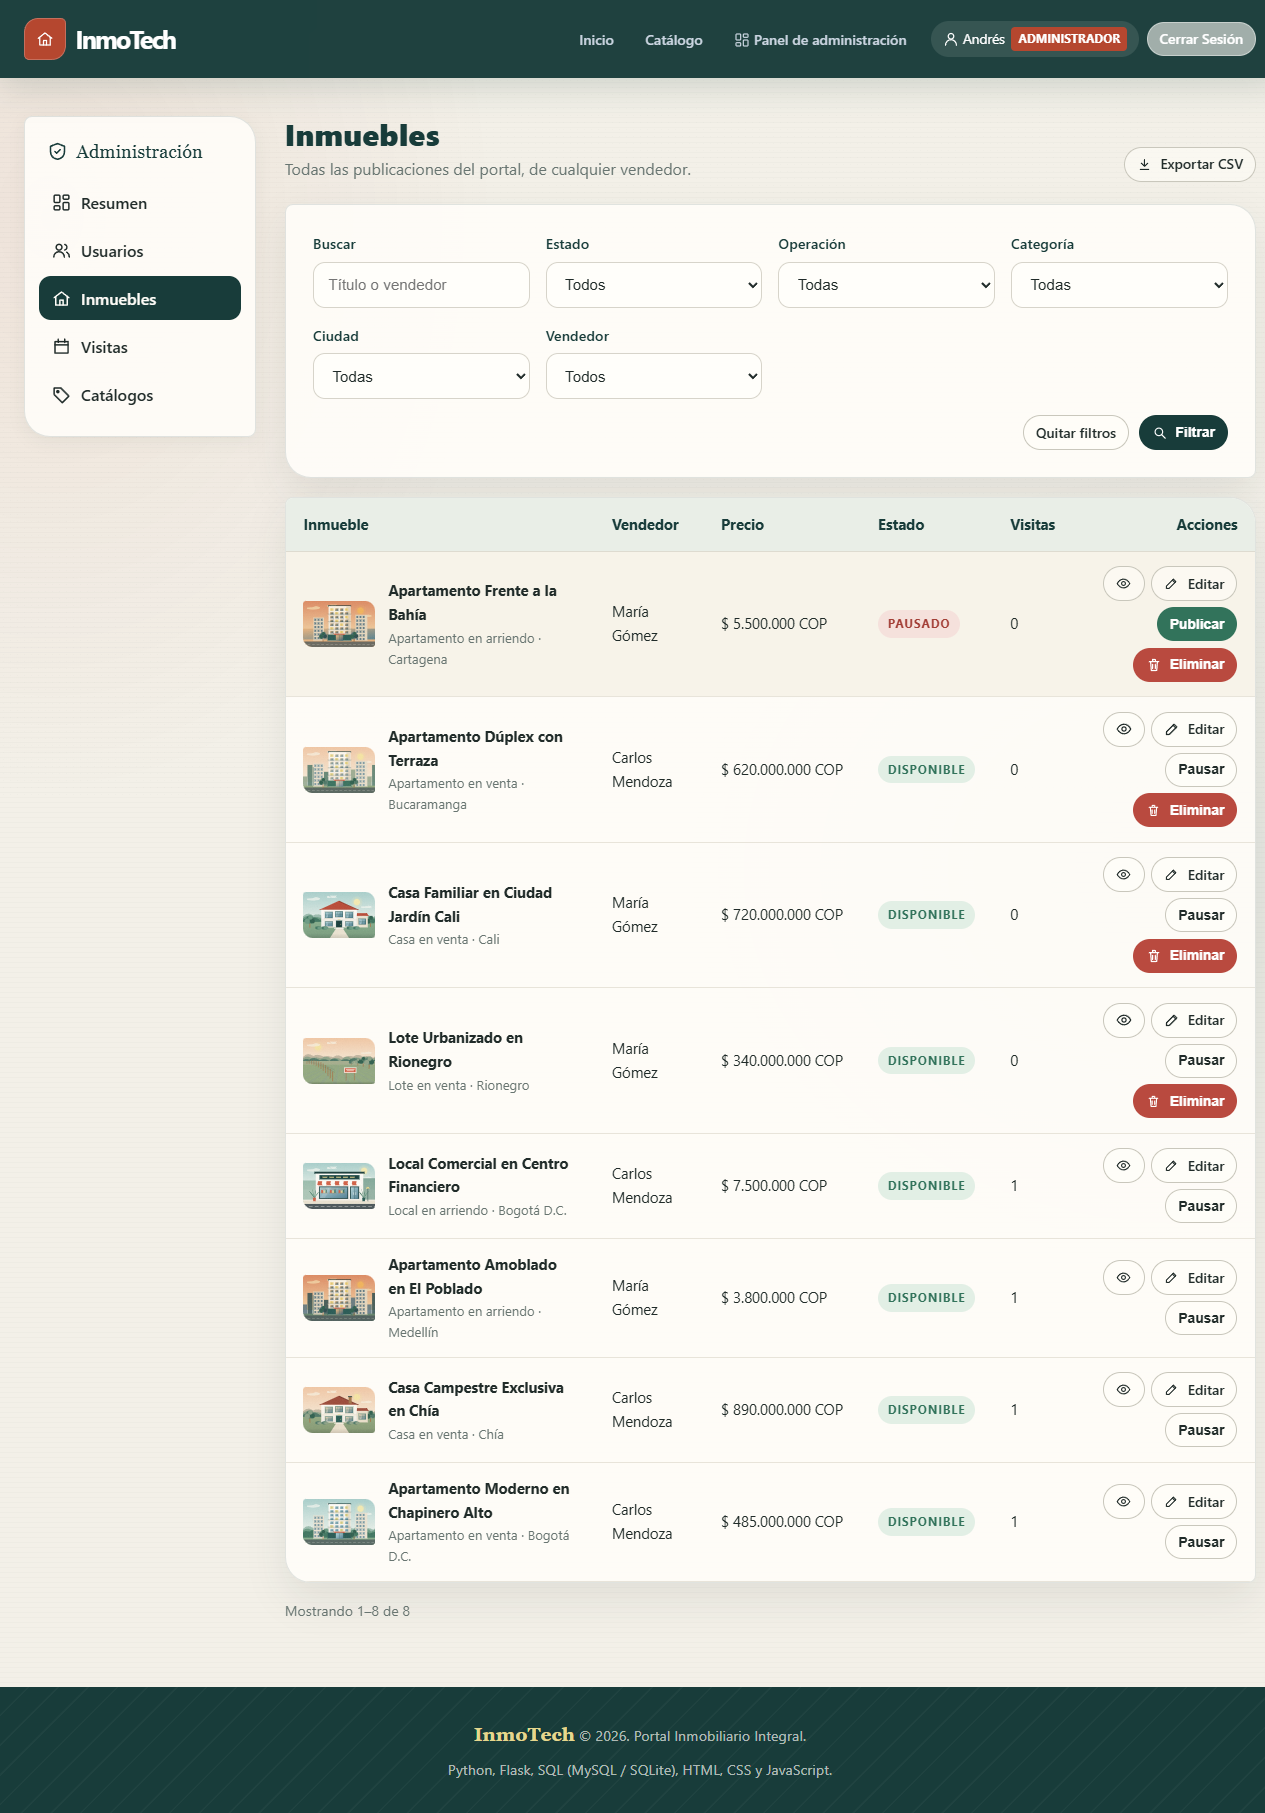 InmoTech
Inicio
Catálogo
Panel de administración
Andrés ADMINISTRADOR
Cerrar Sesión
Administración
Resumen
Usuarios
Inmuebles
Visitas
Catálogos
Inmuebles
Todas las publicaciones del portal, de cualquier vendedor.
Exportar CSV
Buscar
Título o vendedor
Estado
Todos
Operación
Todas
Categoría
Todas
Ciudad
Todas
Vendedor
Todos
Quitar filtros
Filtrar
Inmueble Vendedor Precio Estado Visitas Acciones
Apartamento Frente a la
Bahía
Apartamento en arriendo ·
Cartagena
María
Gómez
$ 5.500.000 COP
PAUSADO
0
Editar
Publicar
Eliminar
Apartamento Dúplex con
Terraza
Apartamento en venta ·
Bucaramanga
Carlos
Mendoza
$ 620.000.000 COP
DISPONIBLE
0
Editar
Pausar
Eliminar
Casa Familiar en Ciudad
Jardín Cali
Casa en venta · Cali
María
Gómez
$ 720.000.000 COP
DISPONIBLE
0
Editar
Pausar
Eliminar
Lote Urbanizado en
Rionegro
Lote en venta · Rionegro
María
Gómez
$ 340.000.000 COP
DISPONIBLE
0
Editar
Pausar
Eliminar
Local Comercial en Centro
Financiero
Local en arriendo · Bogotá D.C.
Carlos
Mendoza
$ 7.500.000 COP
DISPONIBLE
1
Editar
Pausar
Apartamento Amoblado
en El Poblado
Apartamento en arriendo ·
Medellín
María
Gómez
$ 3.800.000 COP
DISPONIBLE
1
Editar
Pausar
Casa Campestre Exclusiva
en Chía
Casa en venta · Chía
Carlos
Mendoza
$ 890.000.000 COP
DISPONIBLE
1
Editar
Pausar
Apartamento Moderno en
Chapinero Alto
Apartamento en venta · Bogotá
D.C.
Carlos
Mendoza
$ 485.000.000 COP
DISPONIBLE
1
Editar
Pausar
Mostrando 1–8 de 8
InmoTech © 2026. Portal Inmobiliario Integral.
Python, Flask, SQL (MySQL / SQLite), HTML, CSS y JavaScript.